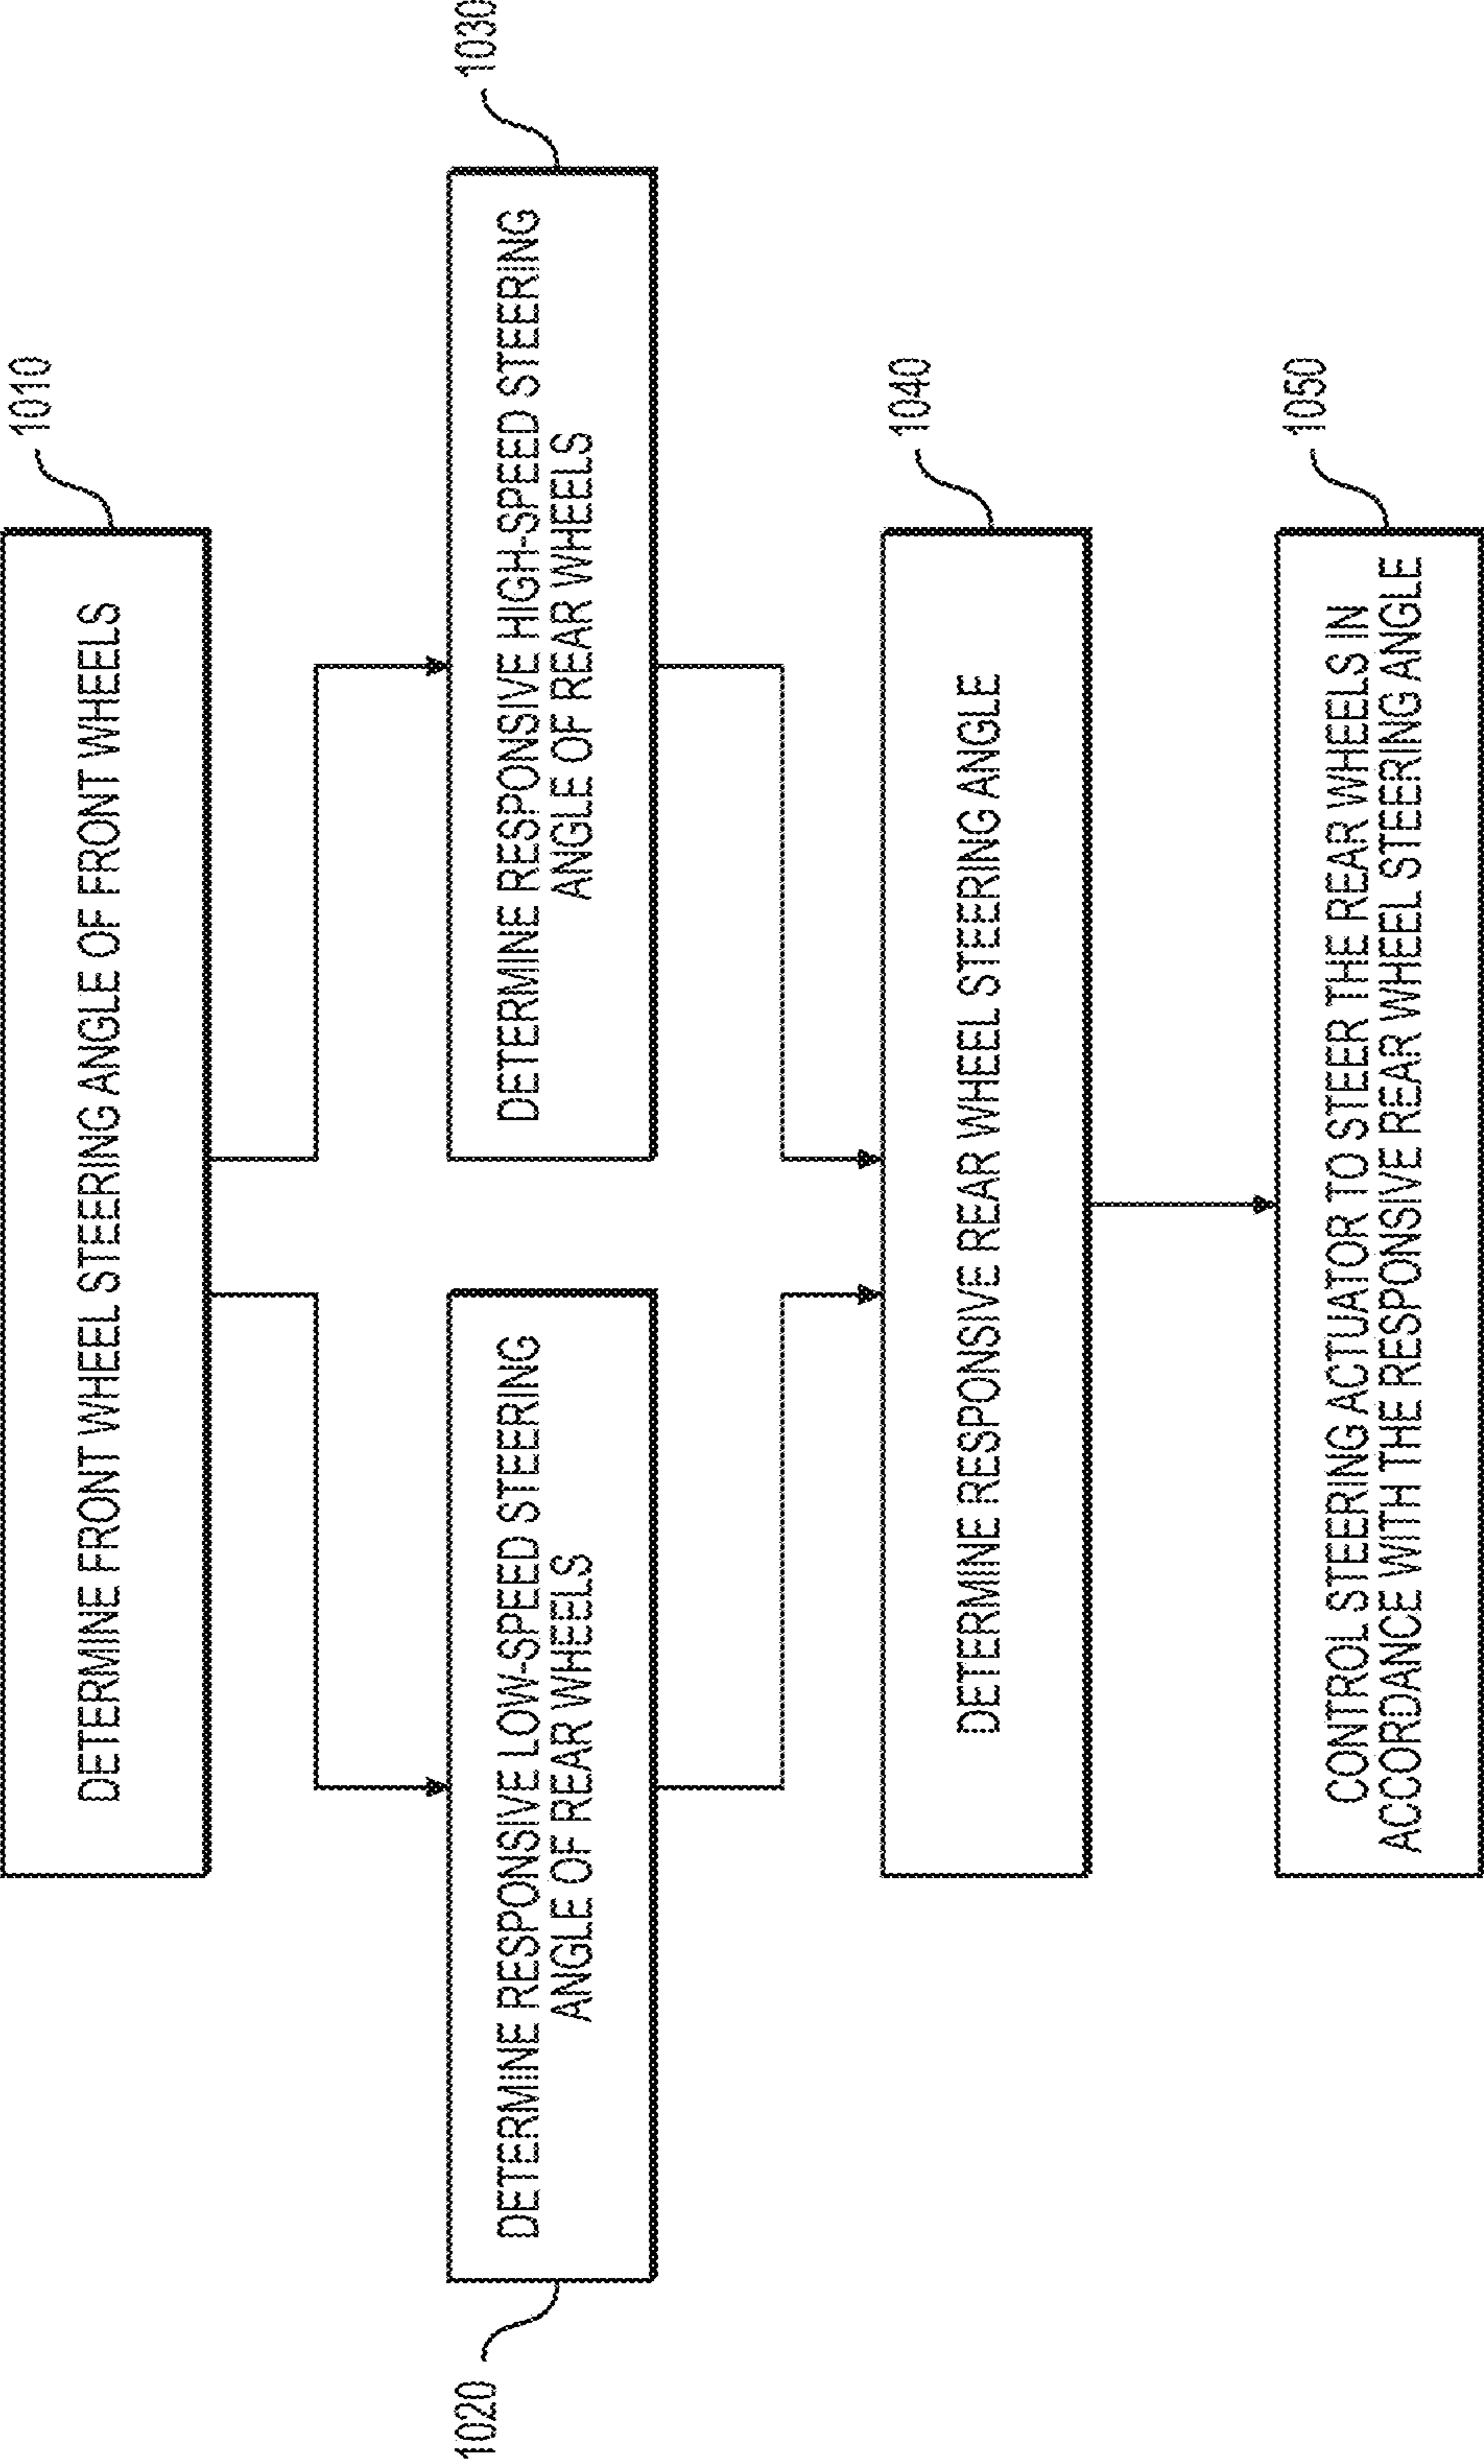 1010
DETERMINE FRONT WHEEL STEERING ANGLE OF FRONT WHEELS
1020
DETERMINE RESPONSIVE LOW-SPEED STEERING
ANGLE OF REAR WHEELS
1030
DETERMINE RESPONSIVE HIGH-SPEED STEERING
ANGLE OF REAR WHEELS
1040
DETERMINE RESPONSIVE REAR WHEEL STEERING ANGLE
1050
CONTROL STEERING ACTUATOR TO STEER THE REAR WHEELS IN
ACCORDANCE WITH THE RESPONSIVE REAR WHEEL STEERING ANGLE